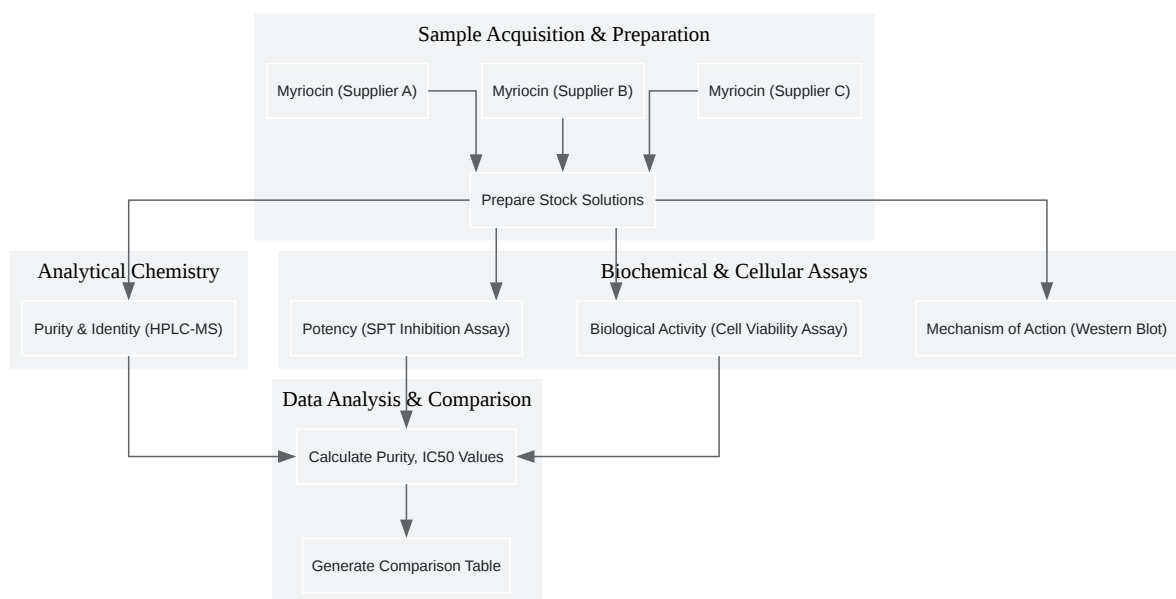 Sample Acquisition & Preparation
Myriocin (Supplier A)
Myriocin (Supplier B)
Myriocin (Supplier C)
Prepare Stock Solutions
Analytical Chemistry
Biochemical & Cellular Assays
Purity & Identity (HPLC-MS)
Potency (SPT Inhibition Assay)
Biological Activity (Cell Viability Assay)
Mechanism of Action (Western Blot)
Data Analysis & Comparison
Calculate Purity, IC50 Values
Generate Comparison Table